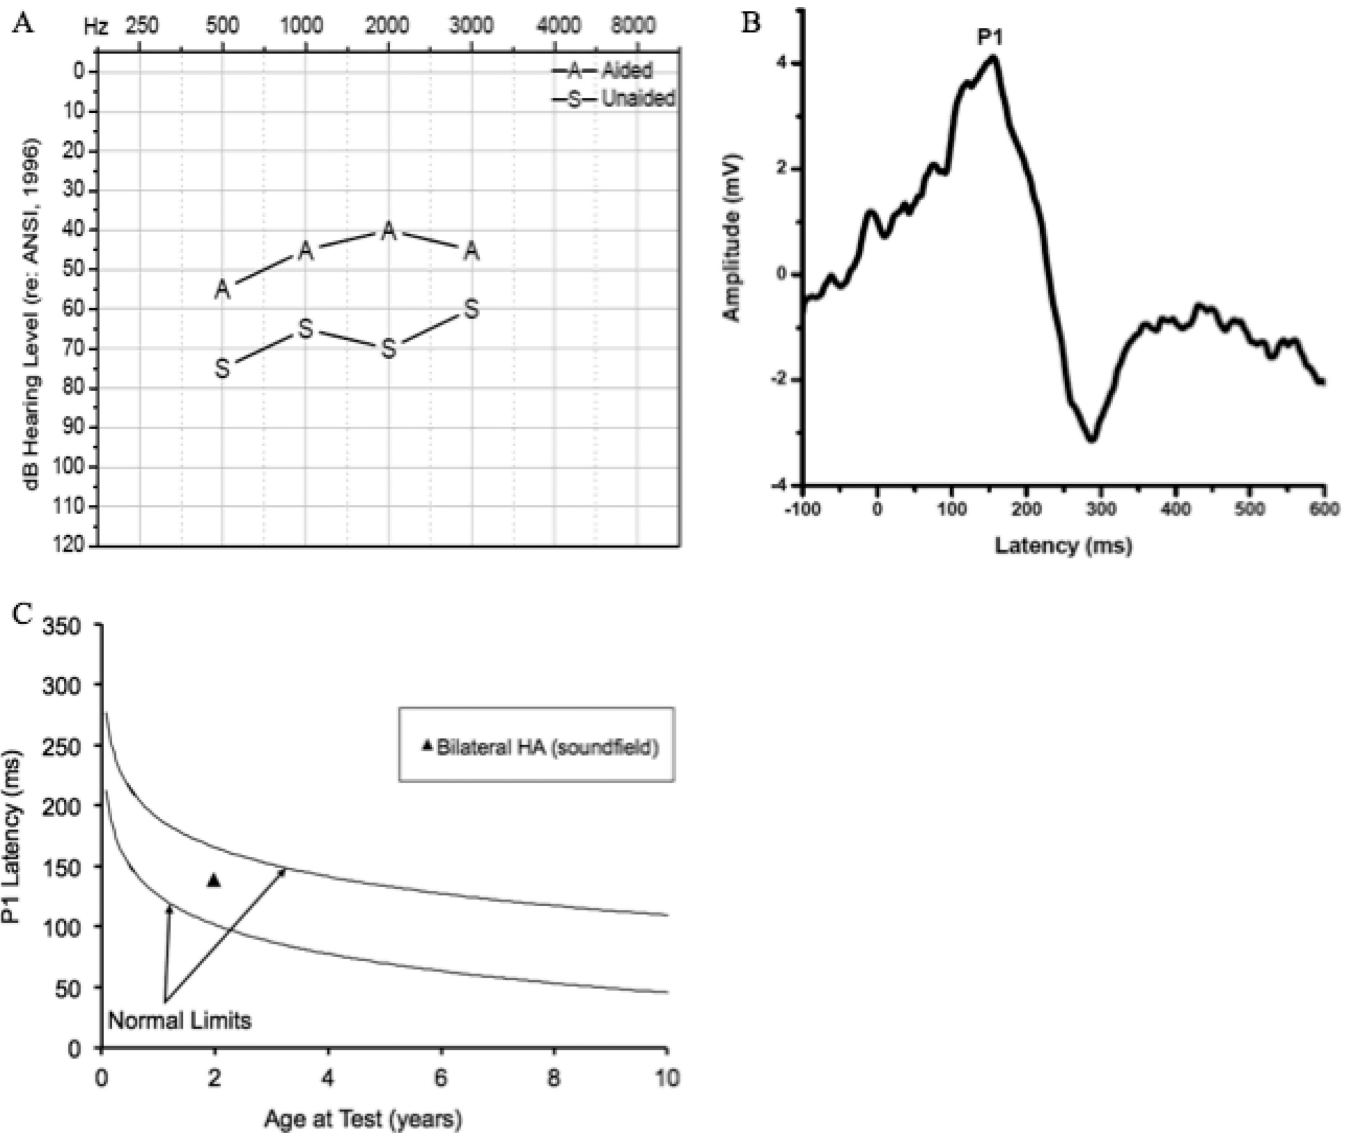 A
Hz 250 500 1000 2000 3000 4000 8000
0
10
20
30
40
50
60
70
80
90
100
110
120
dB Hearing Level (re: ANSI, 1996)
A Aided
S Unaided
A A A A
S S S S
B
P1
4
2
0
-2
-4
Amplitude (mV)
-100 0 100 200 300 400 500 600
Latency (ms)
C
350
300
250
200
150
100
50
0
P1 Latency (ms)
Bilateral HA (soundfield)
Normal Limits
0 2 4 6 8 10
Age at Test (years)